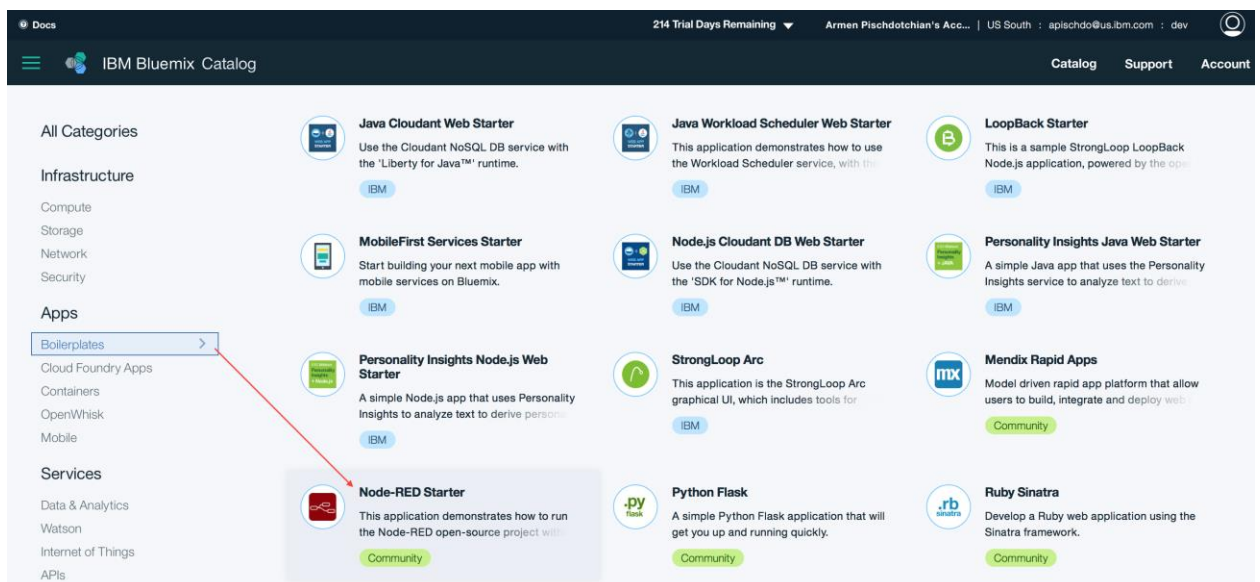 Docs
214 Trial Days Remaining
Armen Pischdotchian's Acc... | US South : apischdo@us.ibm.com : dev
IBM Bluemix Catalog
Catalog
Support
Account
All Categories
Infrastructure
Compute
Storage
Network
Security
Apps
Boilerplates
Cloud Foundry Apps
Containers
OpenWhisk
Mobile
Services
Data & Analytics
Watson
Internet of Things
APIs
Java Cloudant Web Starter
Use the Cloudant NoSQL DB service with
the 'Liberty for Java™' runtime.
IBM
Java Workload Scheduler Web Starter
This application demonstrates how to use
the Workload Scheduler service, with the
IBM
LoopBack Starter
This is a sample StrongLoop LoopBack
Node.js application, powered by the ope
IBM
MobileFirst Services Starter
Start building your next mobile app with
mobile services on Bluemix.
IBM
Node.js Cloudant DB Web Starter
Use the Cloudant NoSQL DB service with
the 'SDK for Node.js™' runtime.
IBM
Personality Insights Java Web Starter
A simple Java app that uses the Personality
Insights service to analyze text to derive
IBM
Personality Insights Node.js Web
Starter
A simple Node.js app that uses Personality
Insights to analyze text to derive persona
IBM
StrongLoop Arc
This application is the StrongLoop Arc
graphical UI, which includes tools for
IBM
mx
Mendix Rapid Apps
Model driven rapid app platform that allow
users to build, integrate and deploy web
Community
Node-RED Starter
This application demonstrates how to run
the Node-RED open-source project with
Community
.py
flask
Python Flask
A simple Python Flask application that will
get you up and running quickly.
Community
.rb
sinatra
Ruby Sinatra
Develop a Ruby web application using the
Sinatra framework.
Community